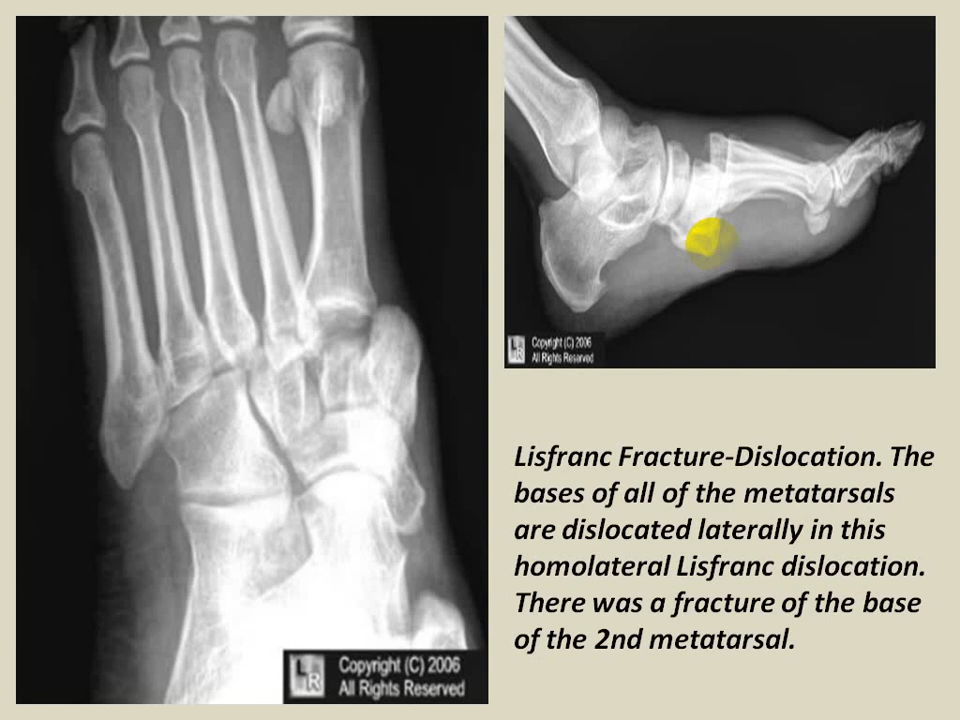 Copyright (C) 2006
All Rights Reserved
LR
Copyright (C) 2006
All Rights Reserved
LR
Lisfranc Fracture-Dislocation. The
bases of all of the metatarsals
are dislocated laterally in this
homolateral Lisfranc dislocation.
There was a fracture of the base
of the 2nd metatarsal.